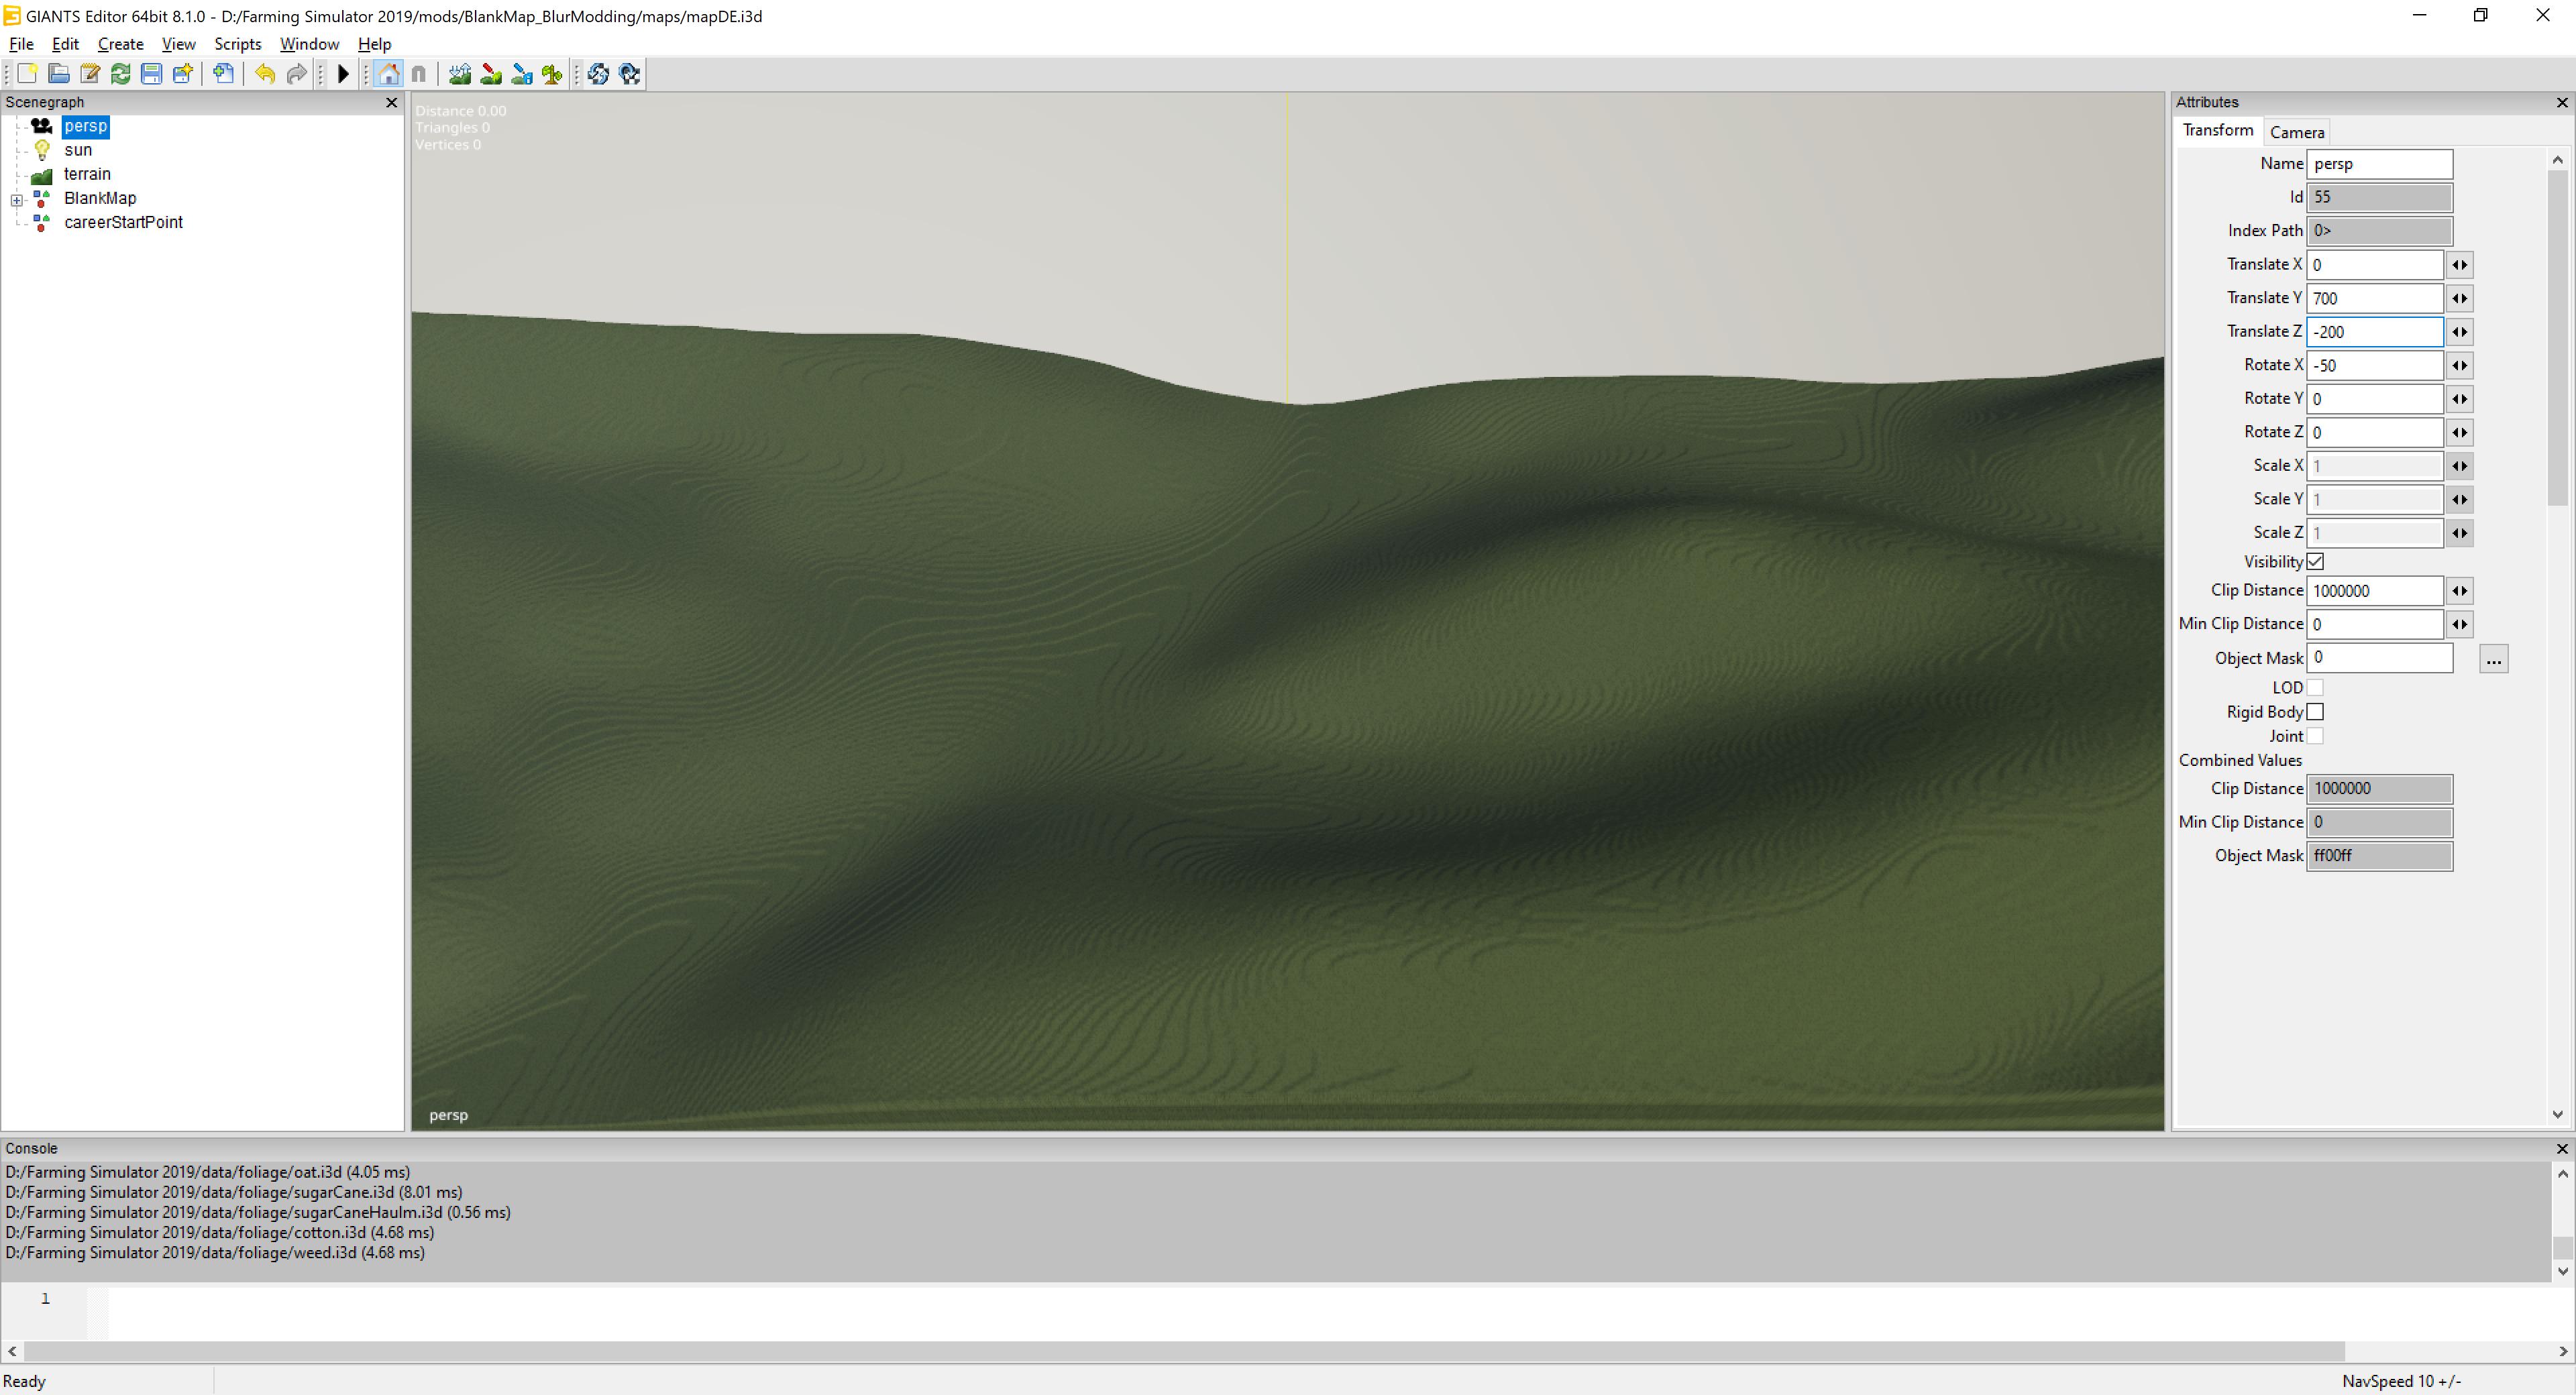 GIANTS Editor 64bit 8.1.0 - D:/Farming Simulator 2019/mods/BlankMap_BlurModding/maps/mapDE.i3d
File Edit Create View Scripts Window Help
Scenegraph
persp
sun
terrain
BlankMap
careerStartPoint
Distance 0.00
Triangles 0
Vertices 0
persp
Attributes
Transform Camera
Name persp
Id 55
Index Path 0>
Translate X 0
Translate Y 700
Translate Z -200
Rotate X -50
Rotate Y 0
Rotate Z 0
Scale X 1
Scale Y 1
Scale Z 1
Visibility
Clip Distance 1000000
Min Clip Distance 0
Object Mask 0 ...
LOD
Rigid Body
Joint
Combined Values
Clip Distance 1000000
Min Clip Distance 0
Object Mask ff00ff
Console
D:/Farming Simulator 2019/data/foliage/oat.i3d (4.05 ms)
D:/Farming Simulator 2019/data/foliage/sugarCane.i3d (8.01 ms)
D:/Farming Simulator 2019/data/foliage/sugarCaneHaulm.i3d (0.56 ms)
D:/Farming Simulator 2019/data/foliage/cotton.i3d (4.68 ms)
D:/Farming Simulator 2019/data/foliage/weed.i3d (4.68 ms)
1
Ready
NavSpeed 10 +/-